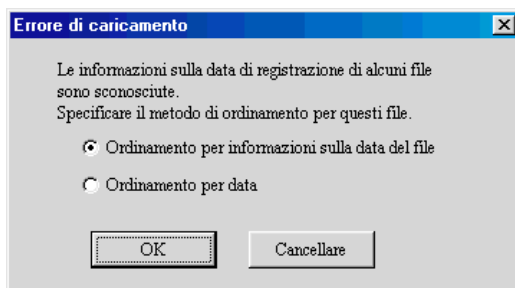 Errore di caricamento
Le informazioni sulla data di registrazione di alcuni file
sono sconosciute.
Specificare il metodo di ordinamento per questi file.
Ordinamento per informazioni sulla data del file
Ordinamento per data
OK Cancellare